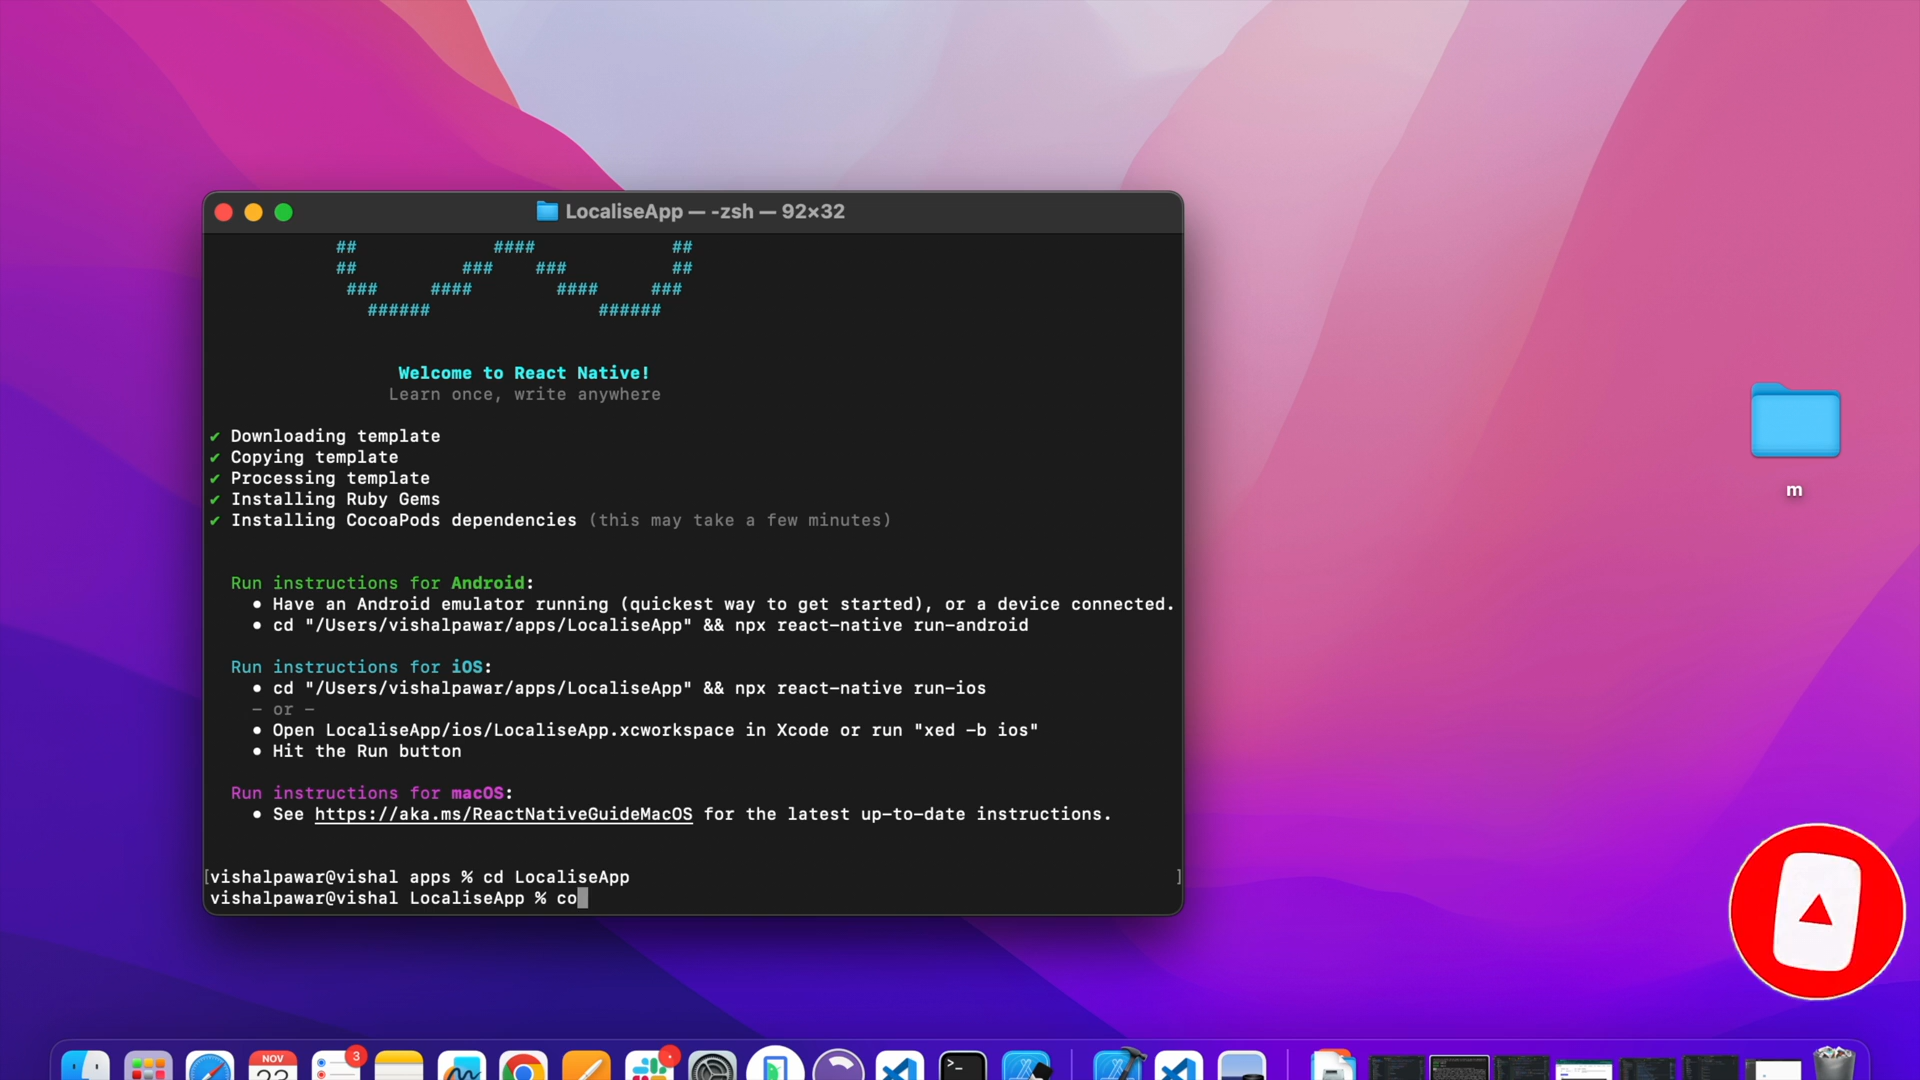 LocaliseApp — -zsh — 92×32
## #### ##
## ### ### ##
### #### #### ###
###### ######
Welcome to React Native!
Learn once, write anywhere
✔ Downloading template
✔ Copying template
✔ Processing template
✔ Installing Ruby Gems
✔ Installing CocoaPods dependencies (this may take a few minutes)
Run instructions for Android:
• Have an Android emulator running (quickest way to get started), or a device connected.
• cd "/Users/vishalpawar/apps/LocaliseApp" && npx react-native run-android
Run instructions for iOS:
• cd "/Users/vishalpawar/apps/LocaliseApp" && npx react-native run-ios
- or -
• Open LocaliseApp/ios/LocaliseApp.xcworkspace in Xcode or run "xed -b ios"
• Hit the Run button
Run instructions for macOS:
• See https://aka.ms/ReactNativeGuideMacOS for the latest up-to-date instructions.
[vishalpawar@vishal apps % cd LocaliseApp ]
vishalpawar@vishal LocaliseApp % co
m
NOV
23
3
>_